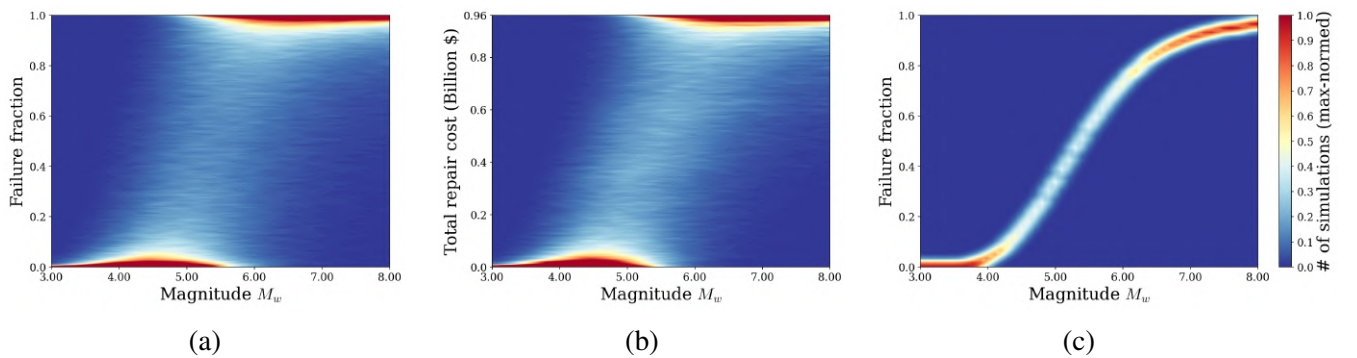 Failure fraction
1.0
0.8
0.6
0.4
0.2
0.0
3.00 4.00 5.00 6.00 7.00 8.00
Magnitude M_w
(a)
Total repair cost (Billion $)
0.96
0.8
0.6
0.4
0.2
0.0
3.00 4.00 5.00 6.00 7.00 8.00
Magnitude M_w
(b)
Failure fraction
1.0
0.8
0.6
0.4
0.2
0.0
3.00 4.00 5.00 6.00 7.00 8.00
Magnitude M_w
(c)
1.0
0.9
0.8
0.7
0.6
0.5
0.4
0.3
0.2
0.1
0.0
# of simulations (max-normed)